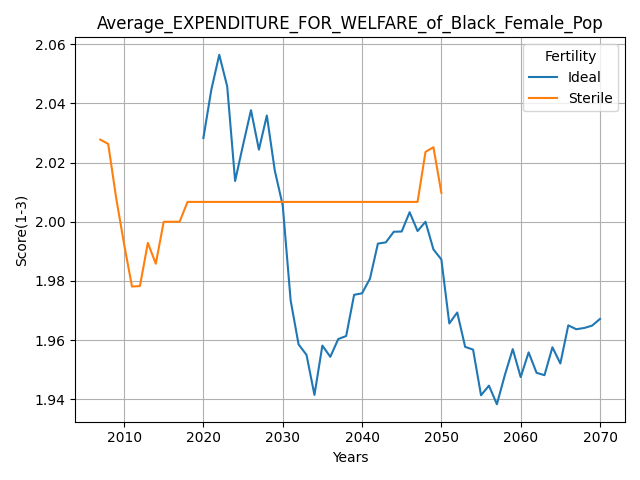 Average_EXPENDITURE_FOR_WELFARE_of_Black_Female_Pop
2.06
2.04
2.02
2.00
1.98
1.96
1.94
Score(1-3)
Fertility
Ideal
Sterile
2010
2020
2030
2040
2050
2060
2070
Years